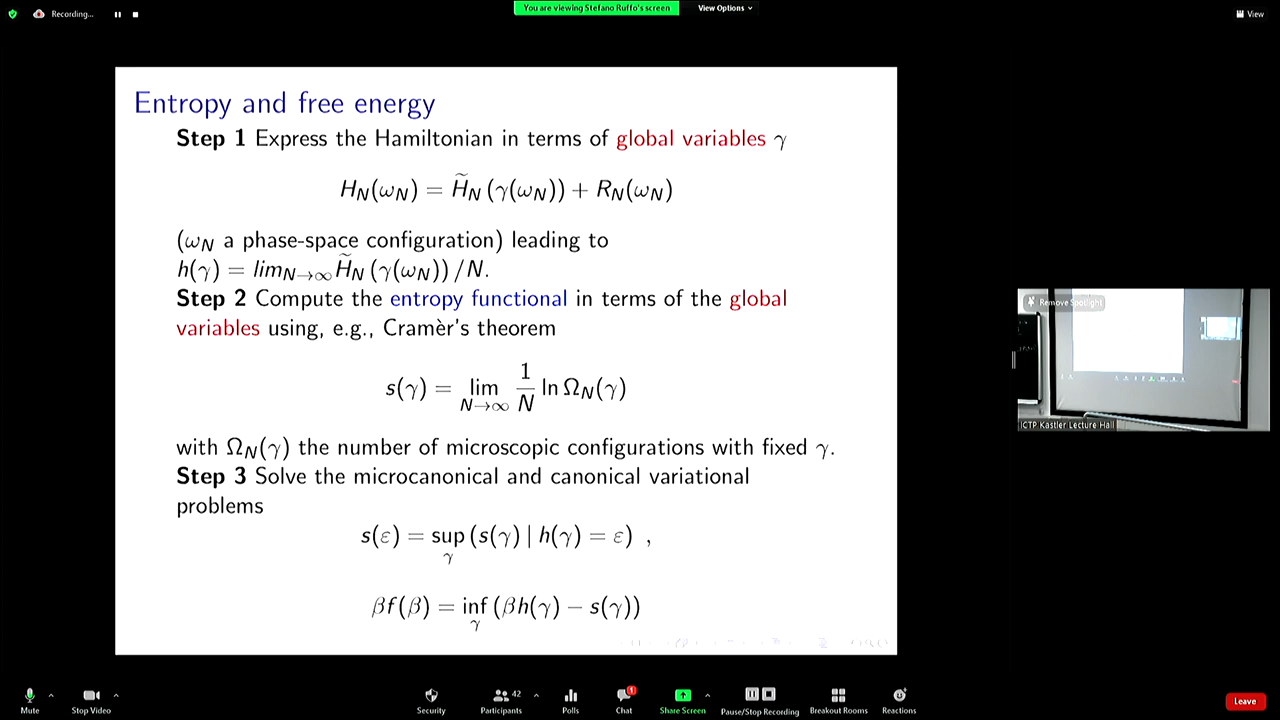 Recording...
You are viewing Stefano Ruffo's screen
View Options
View
Entropy and free energy
Step 1 Express the Hamiltonian in terms of global variables γ
H_N(ω_N) = H̃_N (γ(ω_N)) + R_N(ω_N)
(ω_N a phase-space configuration) leading to
h(γ) = lim_{N→∞} H̃_N (γ(ω_N)) /N.
Step 2 Compute the entropy functional in terms of the global
variables using, e.g., Cramèr's theorem
s(γ) = lim_{N→∞} 1/N ln Ω_N(γ)
with Ω_N(γ) the number of microscopic configurations with fixed γ.
Step 3 Solve the microcanonical and canonical variational
problems
s(ε) = sup_γ (s(γ) | h(γ) = ε) ,
βf(β) = inf_γ (βh(γ) − s(γ))
Remove Spotlight
ICTP Kastler Lecture Hall
Mute
Stop Video
Security
Participants
42
Polls
Chat
1
Share Screen
Pause/Stop Recording
Breakout Rooms
Reactions
Leave